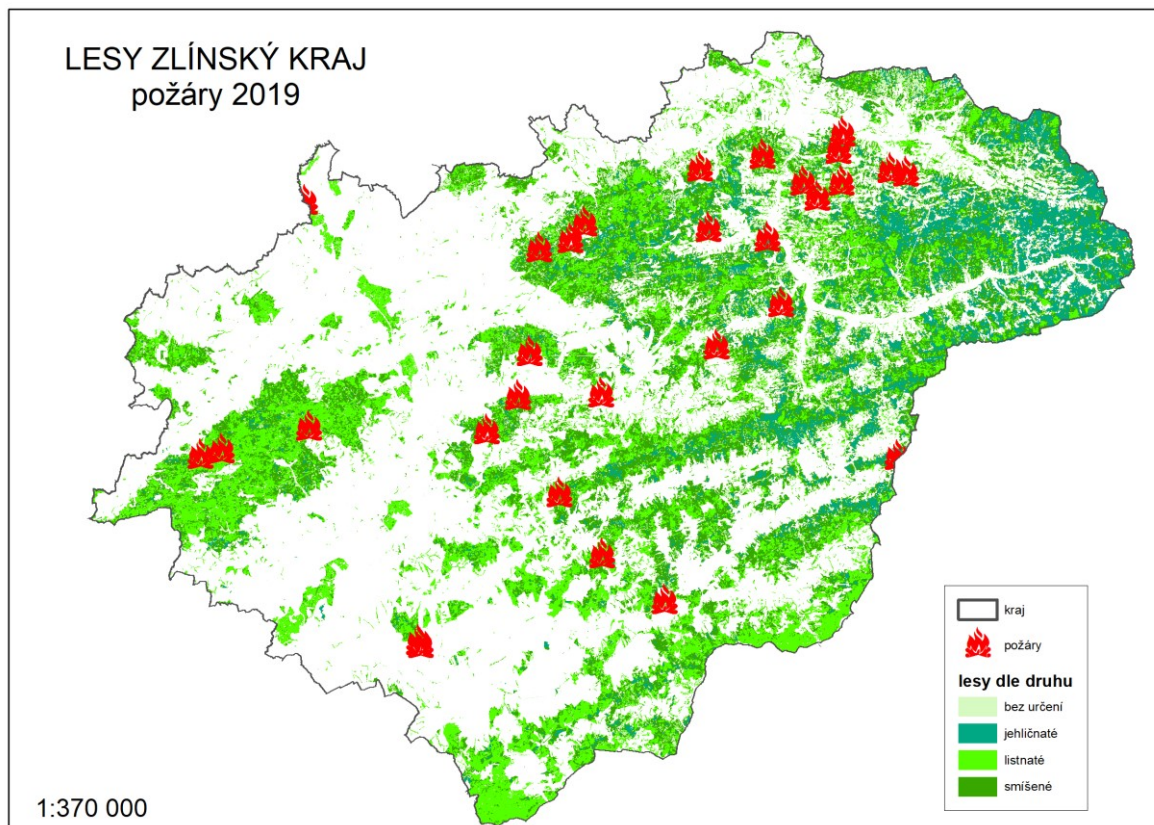 LESY ZLÍNSKÝ KRAJ
požáry 2019
kraj
požáry
lesy dle druhu
bez určení
jehličnaté
listnaté
smíšené
1:370 000